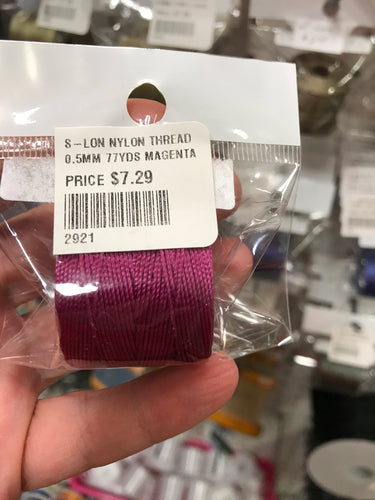 S-LON NYLON THREAD
0.5MM 77YDS MAGENTA
PRICE $7.29
2921